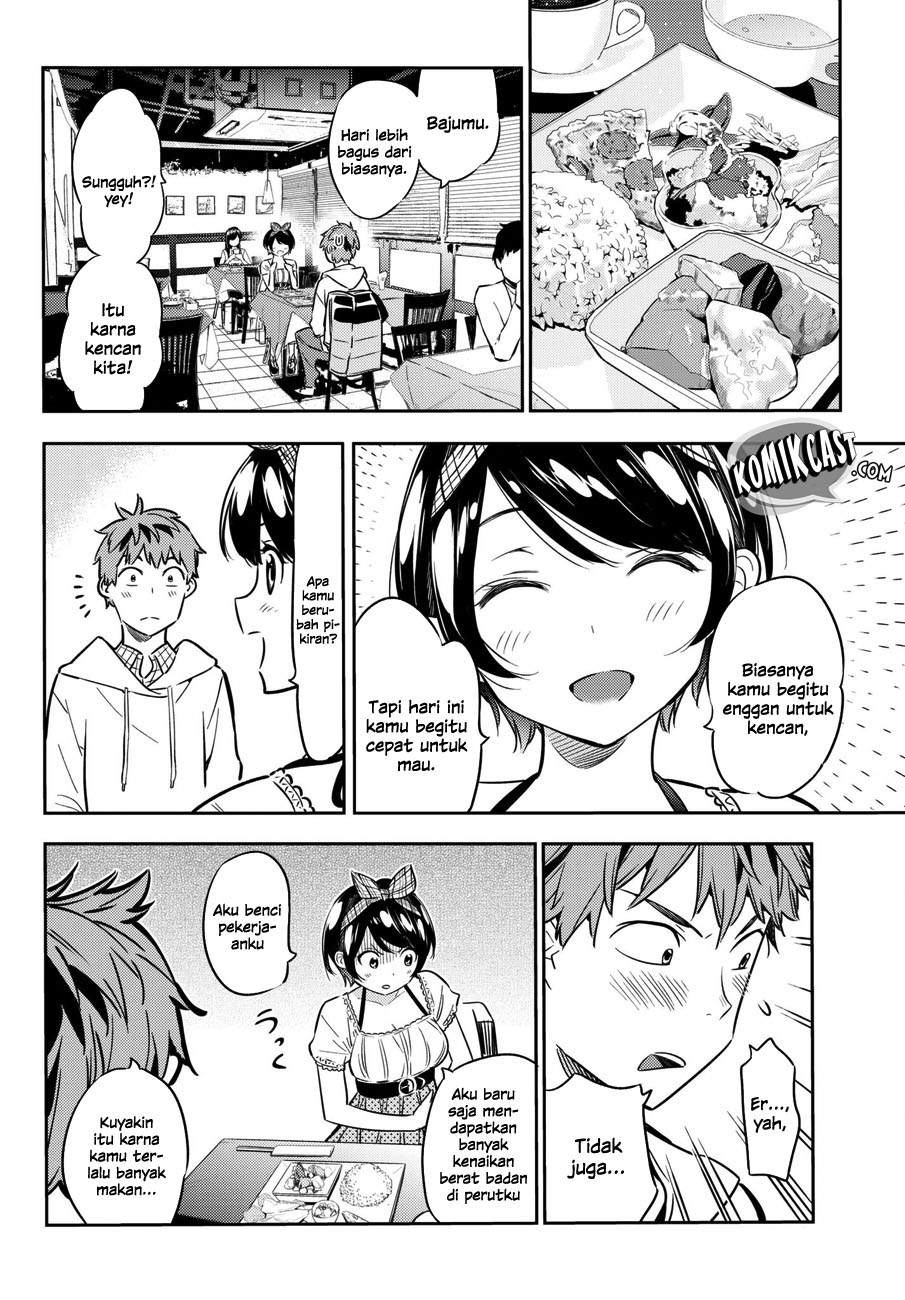 Bajumu.
Hari lebih
bagus dari
biasanya.
Sungguh?!
yey!
Itu
karna
kencan
kita!
KOMIKCAST
.COM
Biasanya
kamu begitu
enggan untuk
kencan,
Tapi hari ini
kamu begitu
cepat untuk
mau.
Apa
kamu
beru-
bah pi-
kiran?
Er...,
yah,
Tidak
juga...
Aku benci
pekerja-
anku
うっ
Aku baru
saja men-
dapatkan
banyak
kenaikan
berat badan
di perutku
Kuyakin
itu karna
kamu ter-
lalu banyak
makan...